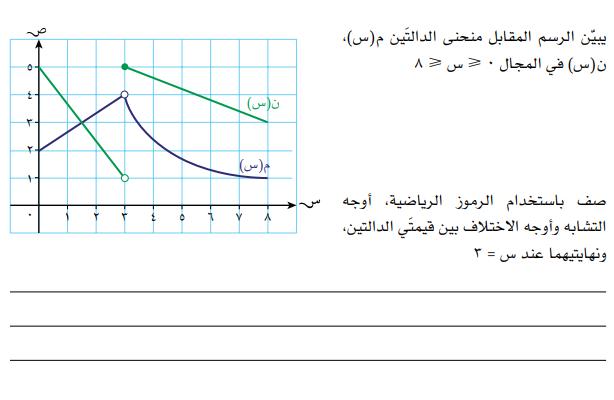 يبيّن الرسم المقابل منحنى الدالتَين م(س)،
ن(س) في المجال ٠ ⩽ س ⩽ ٨
ص
٥
٤
٣
٢
١
٠ ١ ٢ ٣ ٤ ٥ ٦ ٧ ٨
س
ن(س)
م(س)
صف باستخدام الرموز الرياضية، أوجه
التشابه وأوجه الاختلاف بين قيمتَي الدالتين،
ونهايتيهما عند س = ٣